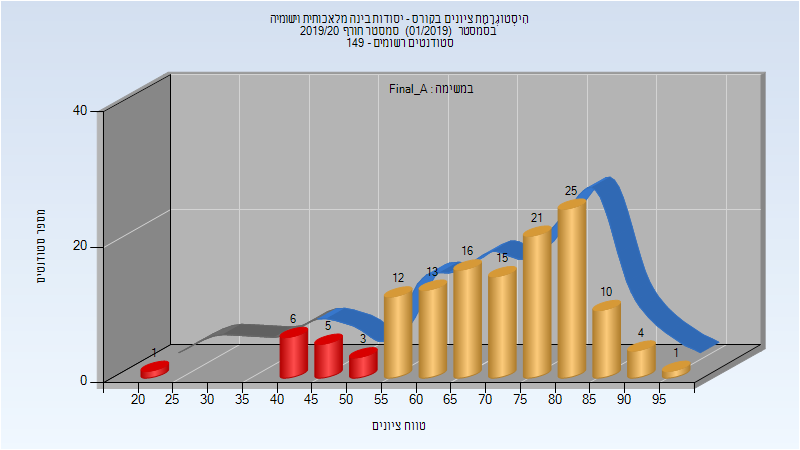 היסטוגרמת ציונים בקורס - יסודות בינה מלאכותית וישומיה
בסמסטר (01/2019) סמסטר חורף 2019/20
סטודנטים רשומים - 149
במשימה : Final_A
מספר סטודנטים
40
20
0
1
6
5
3
12
13
16
15
21
25
10
4
1
20 25 30 35 40 45 50 55 60 65 70 75 80 85 90 95
טווח ציונים